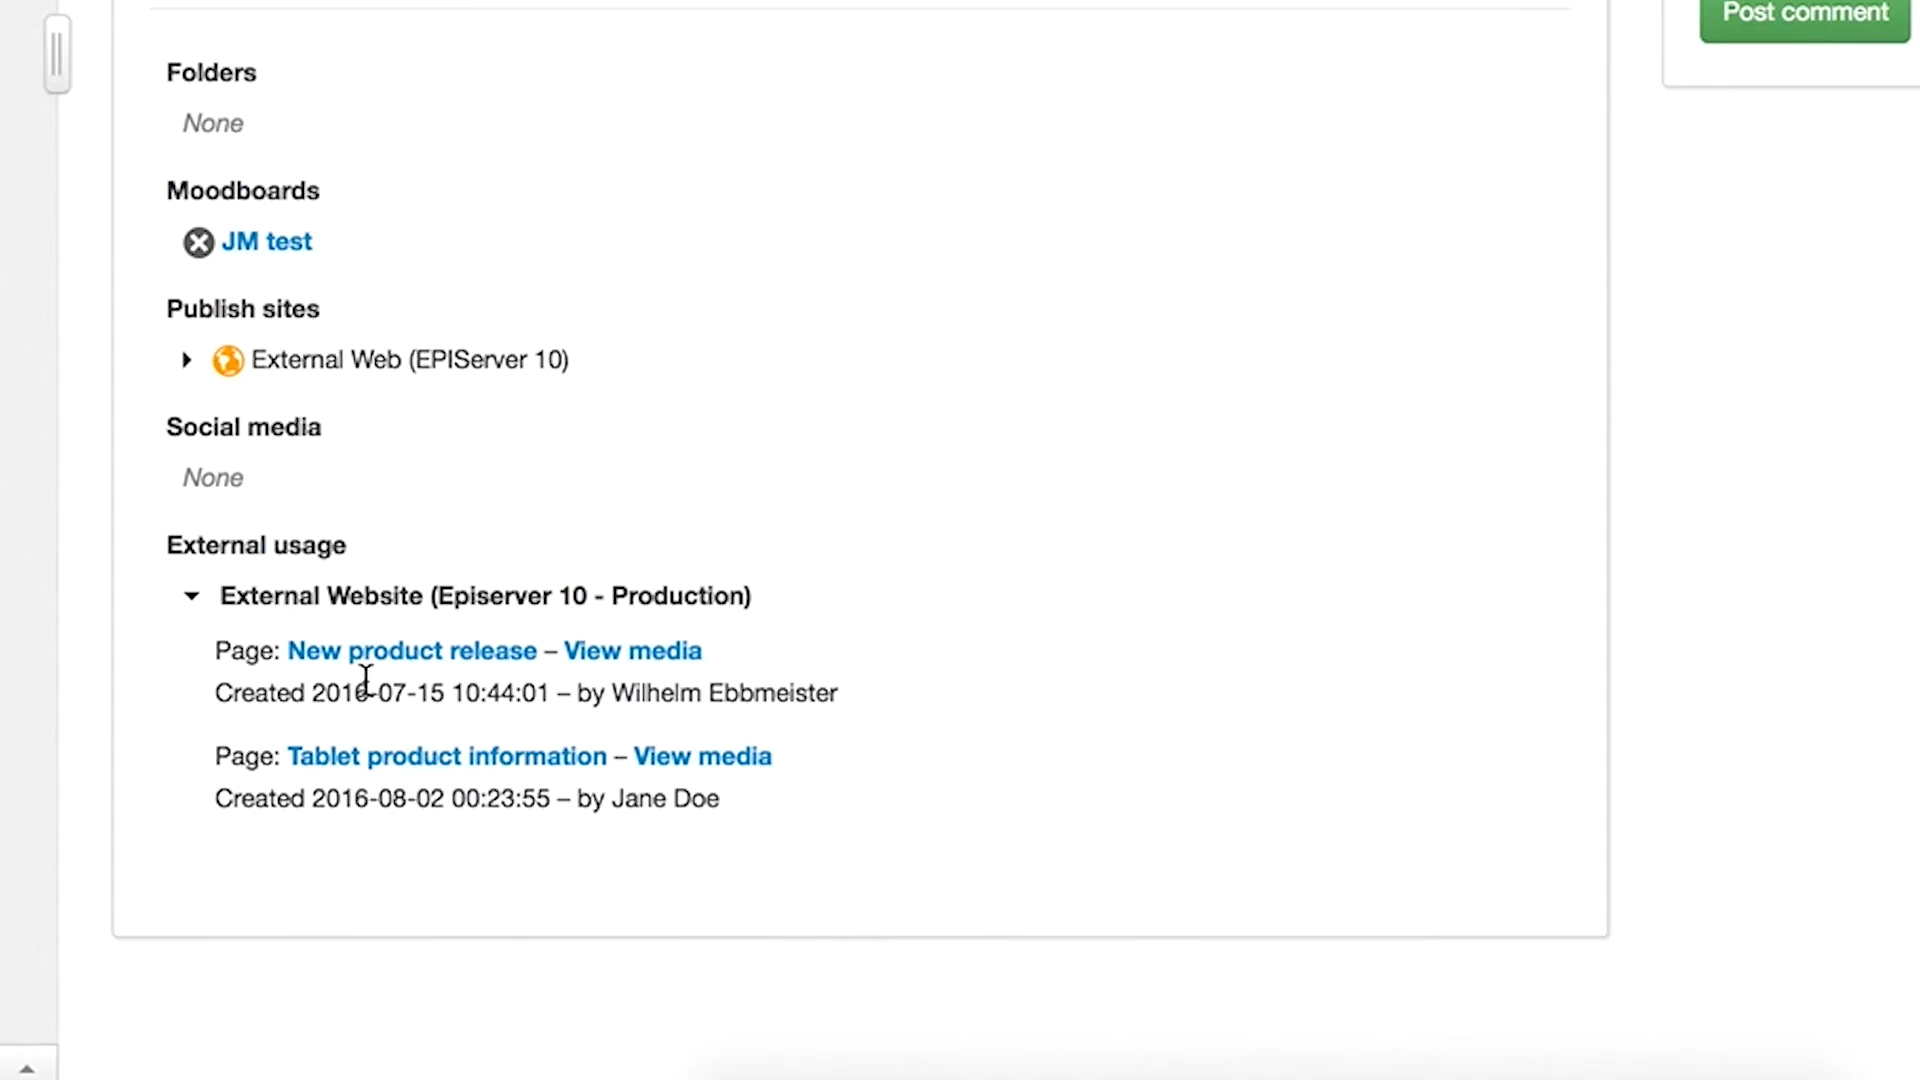 Post comment
Folders
None
Moodboards
JM test
Publish sites
External Web (EPIServer 10)
Social media
None
External usage
External Website (Episerver 10 - Production)
Page: New product release – View media
Created 2016-07-15 10:44:01 – by Wilhelm Ebbmeister
Page: Tablet product information – View media
Created 2016-08-02 00:23:55 – by Jane Doe